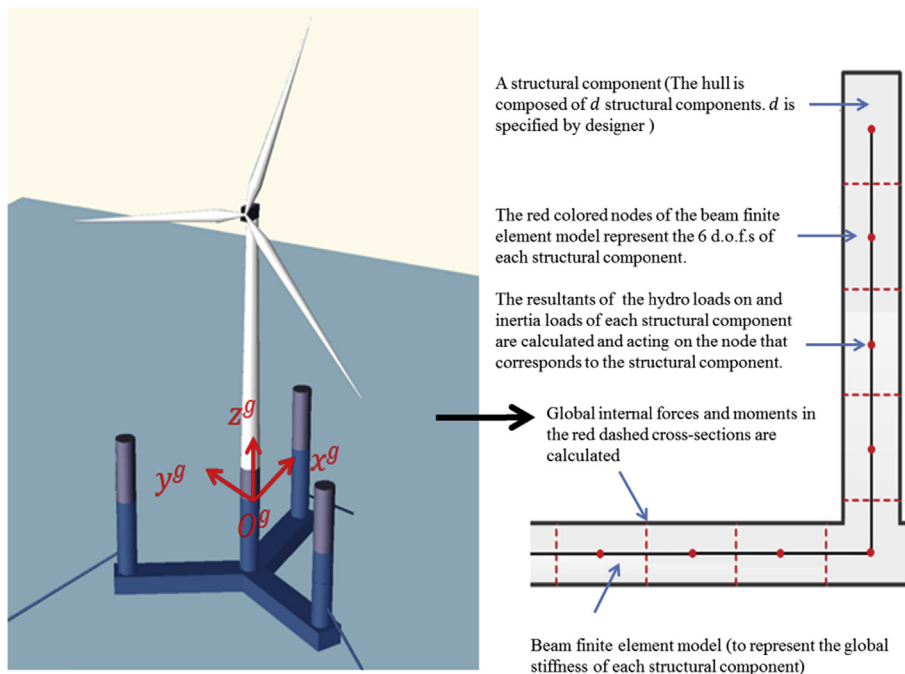 A structural component (The hull is
composed of d structural components. d is
specified by designer )
The red colored nodes of the beam finite
element model represent the 6 d.o.f.s of
each structural component.
The resultants of the hydro loads on and
inertia loads of each structural component
are calculated and acting on the node that
corresponds to the structural component.
Global internal forces and moments in
the red dashed cross-sections are
calculated
Beam finite element model (to represent the global
stiffness of each structural component)
z^g
y^g
x^g
O^g